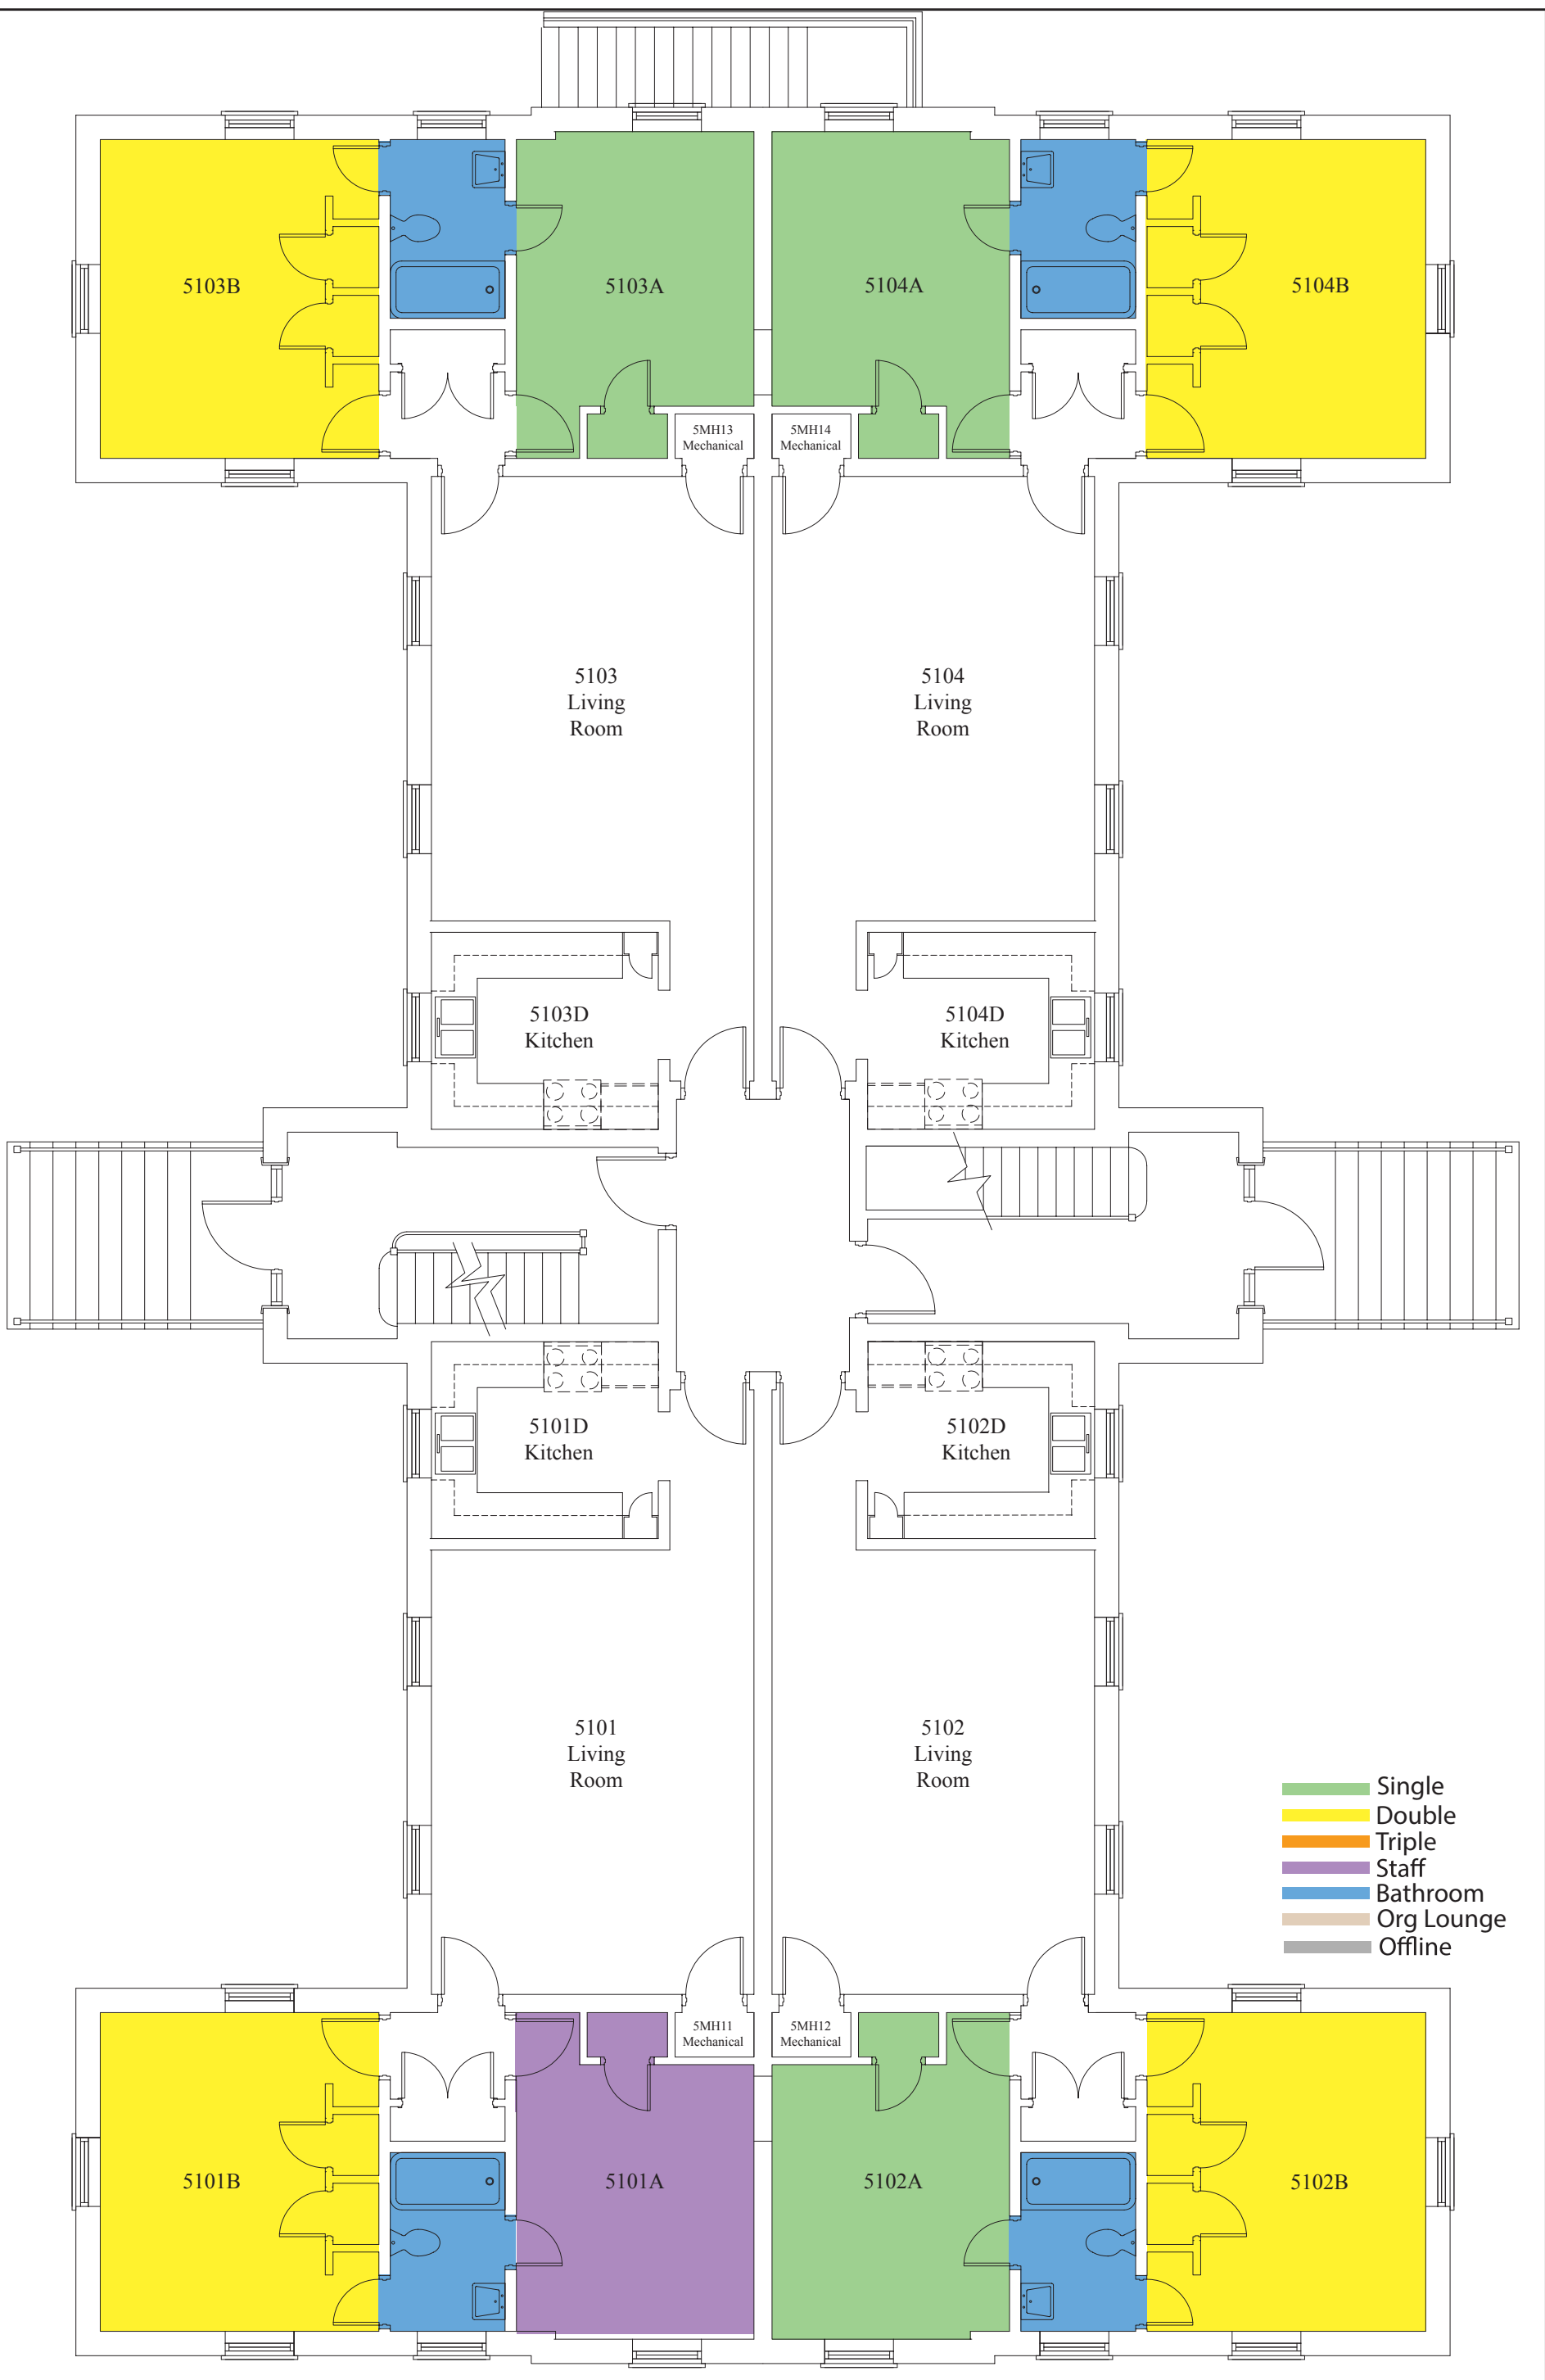 5103B
5103A
5104A
5104B
5MH13
Mechanical
5MH14
Mechanical
5103
Living
Room
5104
Living
Room
5103D
Kitchen
5104D
Kitchen
5101D
Kitchen
5102D
Kitchen
5101
Living
Room
5102
Living
Room
Single
Double
Triple
Staff
Bathroom
Org Lounge
Offline
5MH11
Mechanical
5MH12
Mechanical
5101B
5101A
5102A
5102B